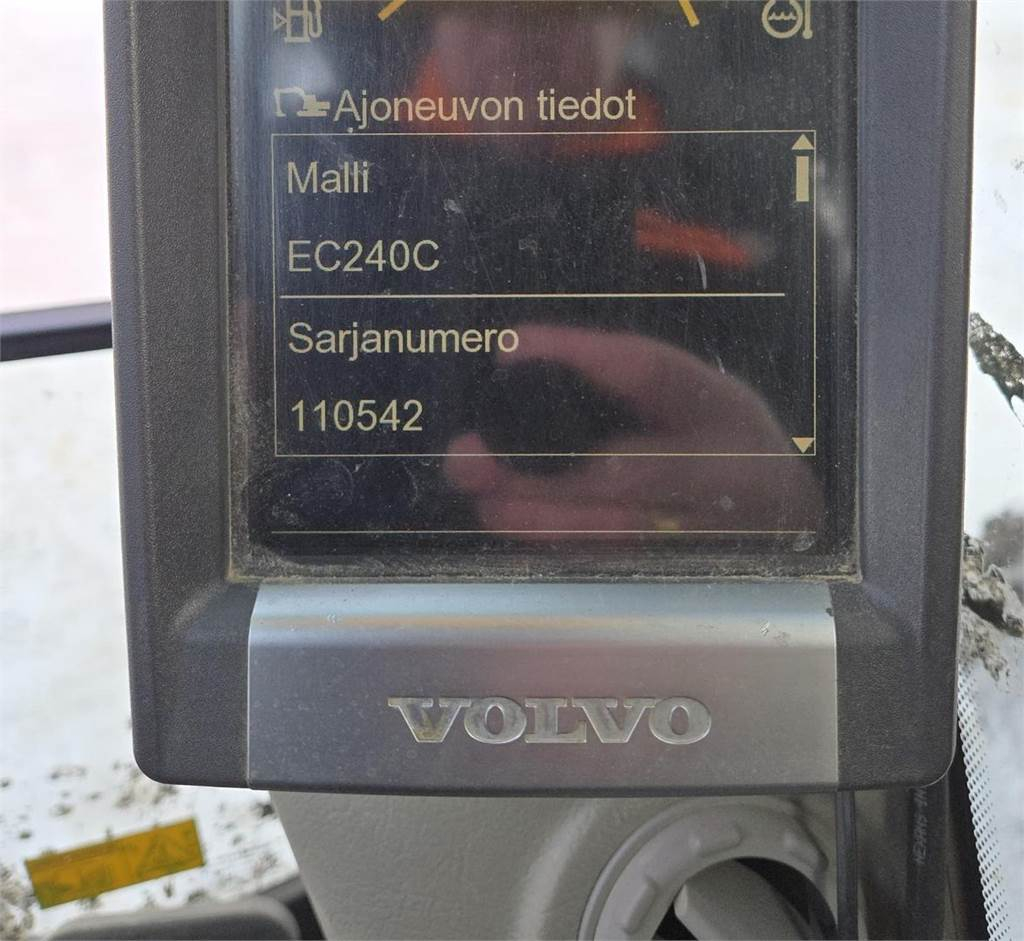 Ajoneuvon tiedot
Malli
EC240C
Sarjanumero
110542
VOLVO